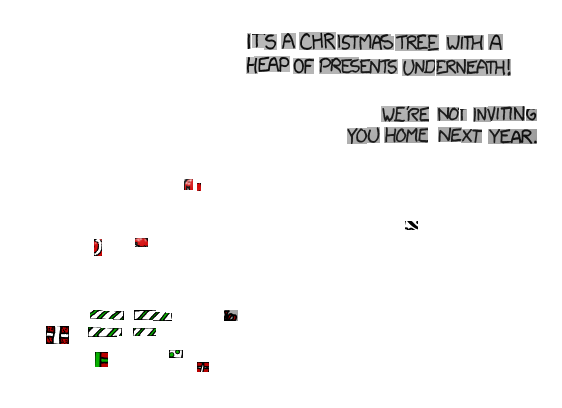 IT'S A CHRISTMAS TREE WITH A
HEAP OF PRESENTS UNDERNEATH!
WE'RE NOT INVITING
YOU HOME NEXT YEAR.